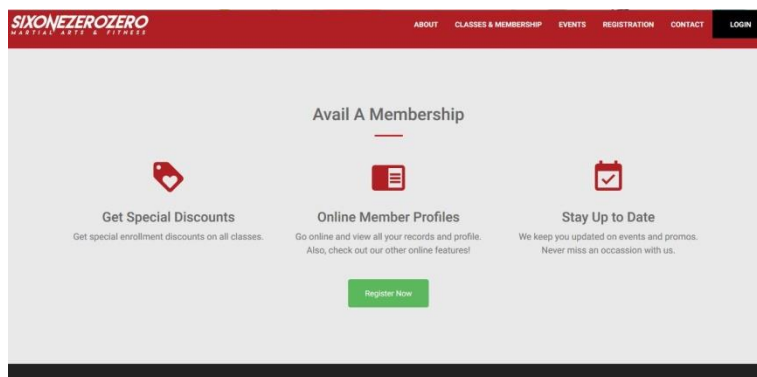 SIXONEZEROZERO
MARTIAL ARTS & FITNESS
ABOUT CLASSES & MEMBERSHIP EVENTS REGISTRATION CONTACT LOGIN
Avail A Membership
Get Special Discounts
Get special enrollment discounts on all classes.
Online Member Profiles
Go online and view all your records and profile.
Also, check out our other online features!
Stay Up to Date
We keep you updated on events and promos.
Never miss an occassion with us.
Register Now